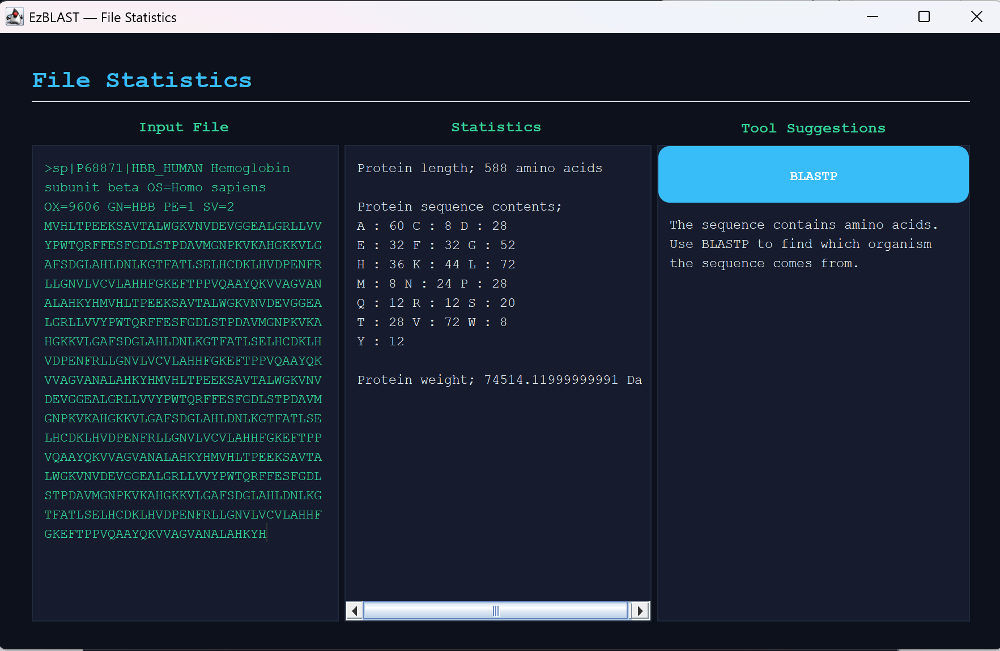 EzBLAST — File Statistics
File Statistics
Input File
>sp|P68871|HBB_HUMAN Hemoglobin
subunit beta OS=Homo sapiens
OX=9606 GN=HBB PE=1 SV=2
MVHLTPEEKSAVTALWGKVNVDEVGGEALGRLLVV
YPWTQRFFESFGDLSTPDAVMGNPKVKAHGKKVLG
AFSDGLAHLDNLKGTFATLSELHCDKLHVDPENFR
LLGNVLVCVLAHHFGKEFTPPVQAAYQKVVAGVAN
ALAHKYHMVHLTPEEKSAVTALWGKVNVDEVGGEA
LGRLLVVYPWTQRFFESFGDLSTPDAVMGNPKVKA
HGKKVLGAFSDGLAHLDNLKGTFATLSELHCDKLH
VDPENFRLLGNVLVCVLAHHFGKEFTPPVQAAYQK
VVAGVANALAHKYHMVHLTPEEKSAVTALWGKVNV
DEVGGEALGRLLVVYPWTQRFFESFGDLSTPDAVM
GNPKVKAHGKKVLGAFSDGLAHLDNLKGTFATLSE
LHCDKLHVDPENFRLLGNVLVCVLAHHFGKEFTPP
VQAAYQKVVAGVANALAHKYHMVHLTPEEKSAVTA
LWGKVNVDEVGGEALGRLLVVYPWTQRFFESFGDL
STPDAVMGNPKVKAHGKKVLGAFSDGLAHLDNLKG
TFATLSELHCDKLHVDPENFRLLGNVLVCVLAHHF
GKEFTPPVQAAYQKVVAGVANALAHKYH
Statistics
Protein length; 588 amino acids
Protein sequence contents;
A : 60 C : 8 D : 28
E : 32 F : 32 G : 52
H : 36 K : 44 L : 72
M : 8 N : 24 P : 28
Q : 12 R : 12 S : 20
T : 28 V : 72 W : 8
Y : 12
Protein weight; 74514.11999999991 Da
Tool Suggestions
BLASTP
The sequence contains amino acids.
Use BLASTP to find which organism
the sequence comes from.